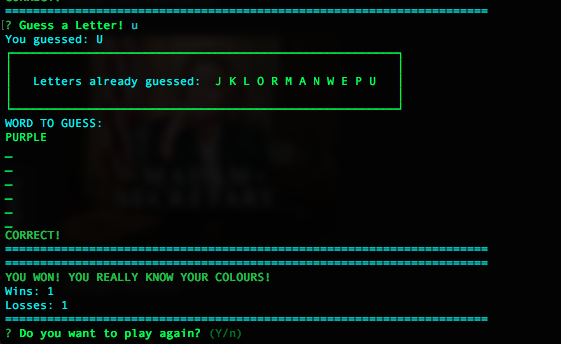 ? Guess a Letter! u
You guessed: U
Letters already guessed: J K L O R M A N W E P U
WORD TO GUESS:
PURPLE
_
_
_
_
_
_
CORRECT!
=====================================================================
=====================================================================
YOU WON! YOU REALLY KNOW YOUR COLOURS!
Wins: 1
Losses: 1
=====================================================================
? Do you want to play again? (Y/n)